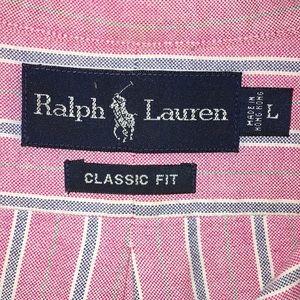 Ralph Lauren
MADE IN
HONG KONG
L
CLASSIC FIT